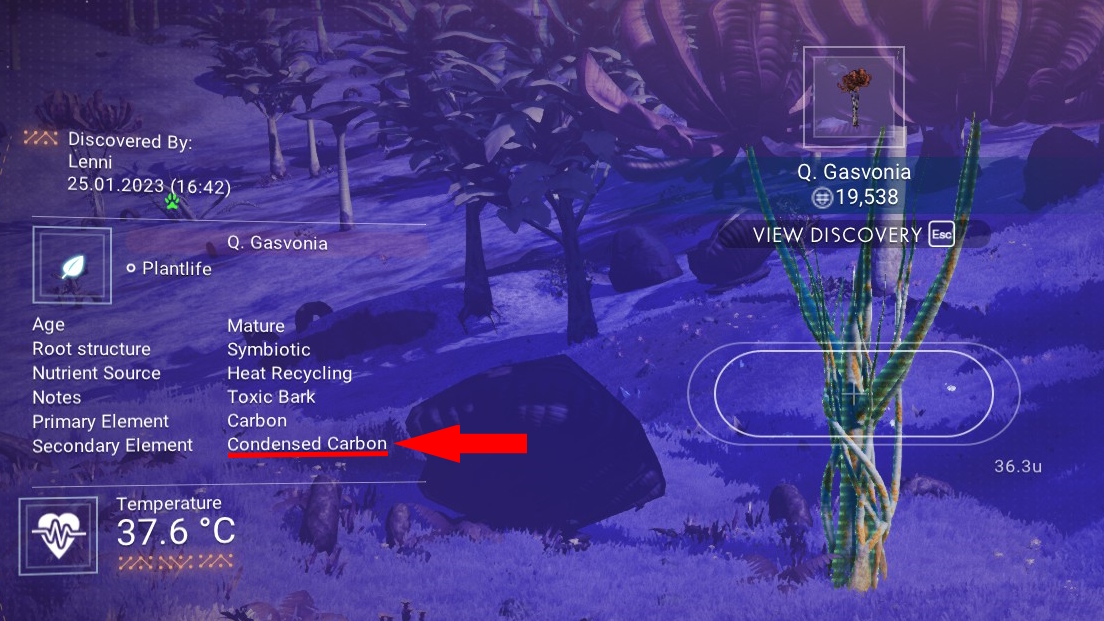 Discovered By:
Lenni
25.01.2023 (16:42)
Q. Gasvonia
Plantlife
Age Mature
Root structure Symbiotic
Nutrient Source Heat Recycling
Notes Toxic Bark
Primary Element Carbon
Secondary Element Condensed Carbon
Temperature
37.6 °C
Q. Gasvonia
19,538
VIEW DISCOVERY Esc
36.3u